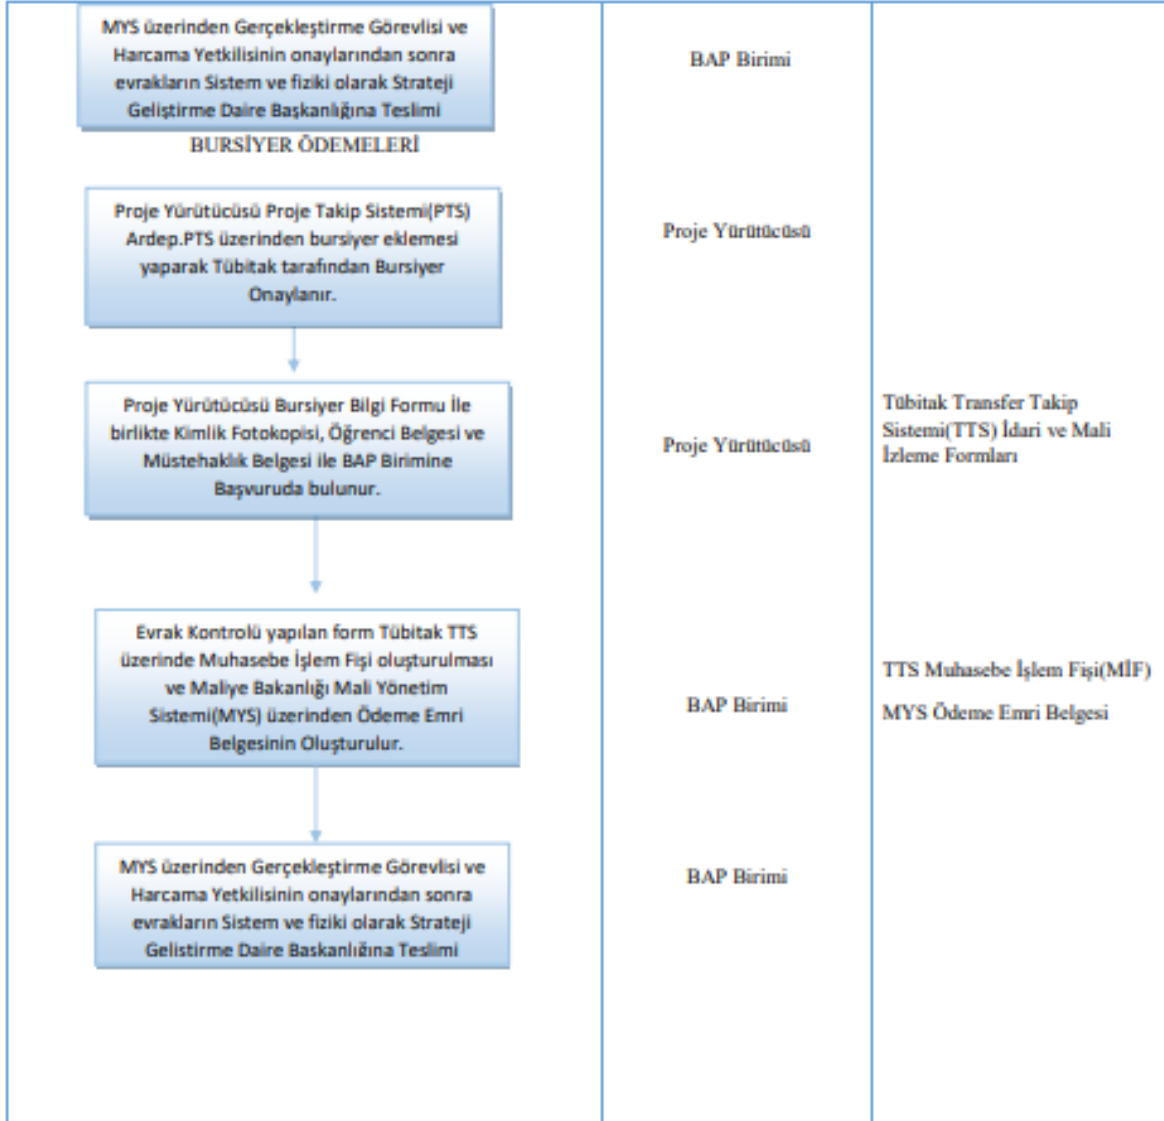 MYS üzerinden Gerçekleştirme Görevlisi ve
Harcama Yetkilisinin onaylarından sonra
evrakların Sistem ve fiziki olarak Strateji
Geliştirme Daire Başkanlığına Teslimi
BAP Birimi
BURSİYER ÖDEMELERİ
Proje Yürütücüsü Proje Takip Sistemi(PTS)
Ardep.PTS üzerinden bursiyer eklemesi
yaparak Tübitak tarafından Bursiyer
Onaylanır.
Proje Yürütücüsü
Proje Yürütücüsü Bursiyer Bilgi Formu İle
birlikte Kimlik Fotokopisi, Öğrenci Belgesi ve
Müstehaklık Belgesi ile BAP Birimine
Başvuruda bulunur.
Proje Yürütücüsü
Tübitak Transfer Takip
Sistemi(TTS) İdari ve Mali
İzleme Formları
Evrak Kontrolü yapılan form Tübitak TTS
üzerinde Muhasebe İşlem Fişi oluşturulması
ve Maliye Bakanlığı Mali Yönetim
Sistemi(MYS) üzerinden Ödeme Emri
Belgesinin Oluşturulur.
BAP Birimi
TTS Muhasebe İşlem Fişi(MİF)
MYS Ödeme Emri Belgesi
MYS üzerinden Gerçekleştirme Görevlisi ve
Harcama Yetkilisinin onaylarından sonra
evrakların Sistem ve fiziki olarak Strateji
Geliştirme Daire Başkanlığına Teslimi
BAP Birimi